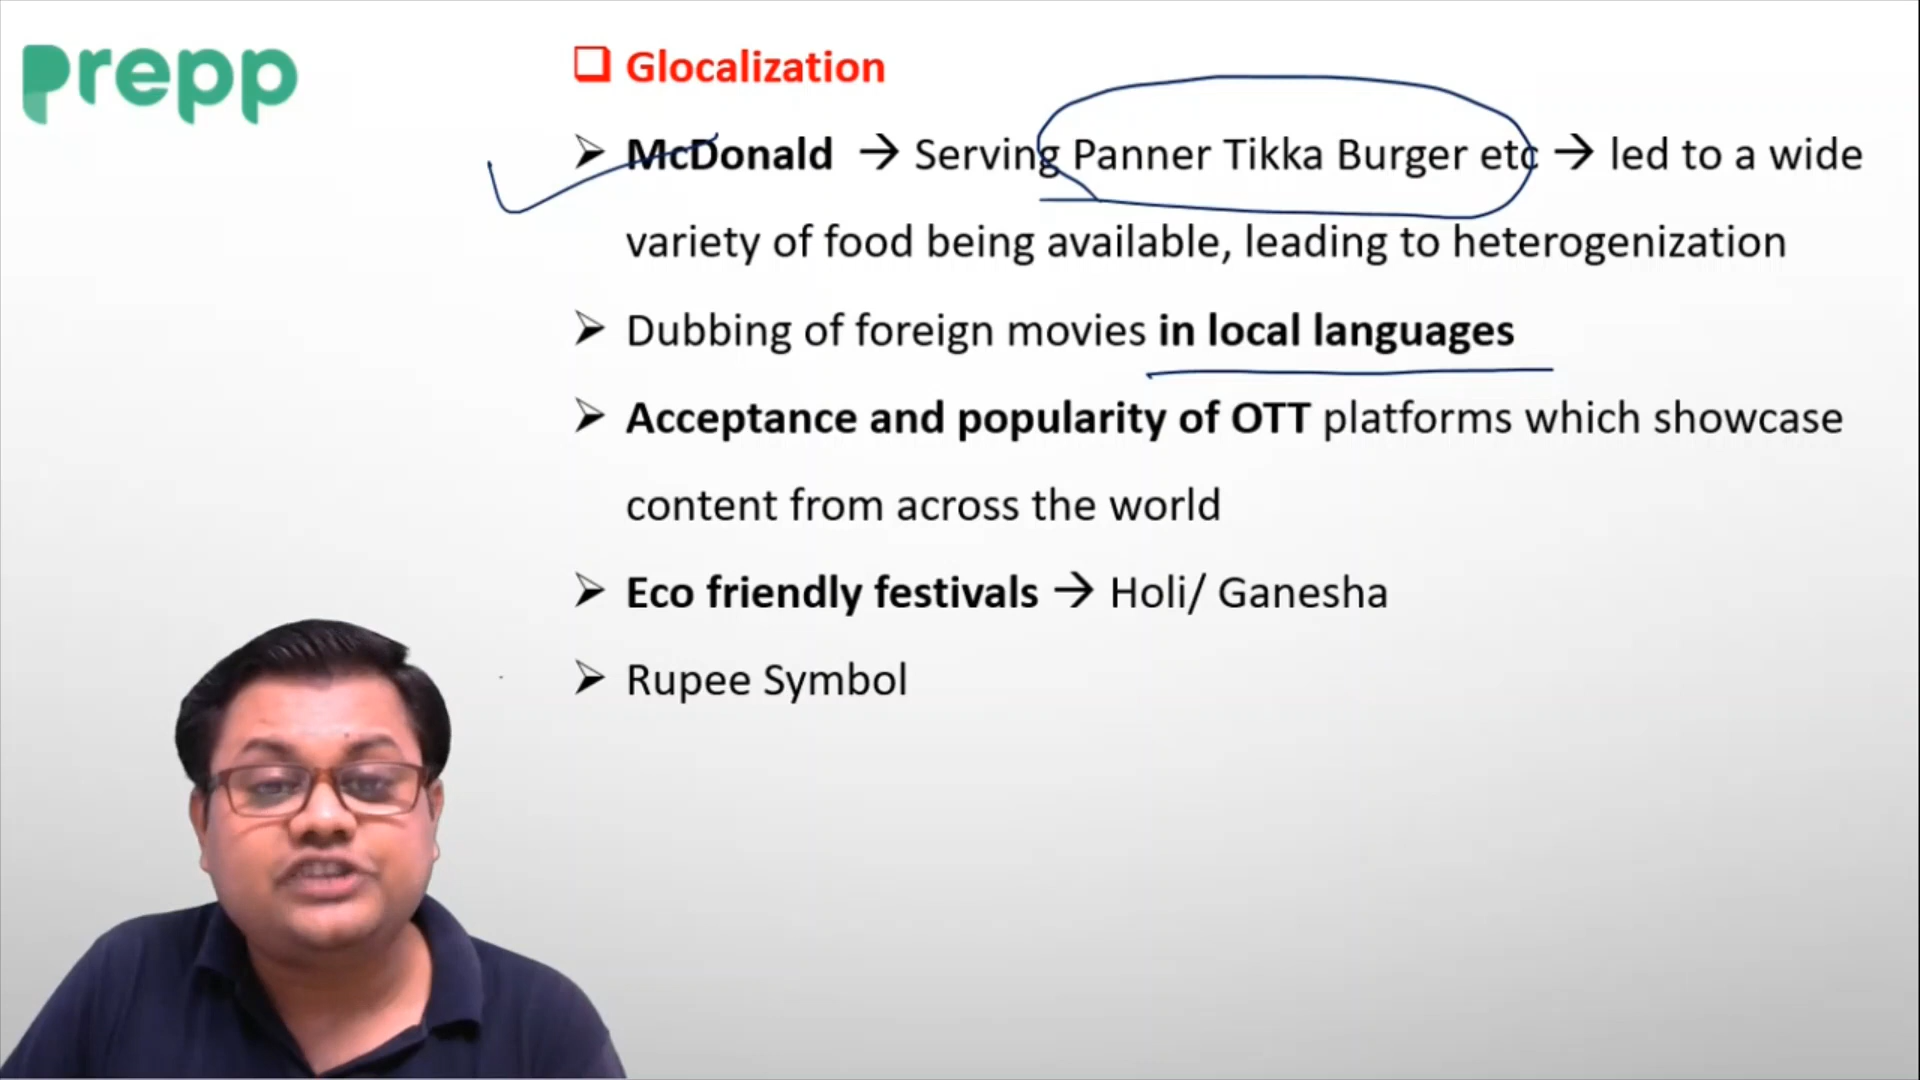 prepp
❑ Glocalization
➢ McDonald → Serving Panner Tikka Burger etc → led to a wide
variety of food being available, leading to heterogenization
➢ Dubbing of foreign movies in local languages
➢ Acceptance and popularity of OTT platforms which showcase
content from across the world
➢ Eco friendly festivals → Holi/ Ganesha
➢ Rupee Symbol